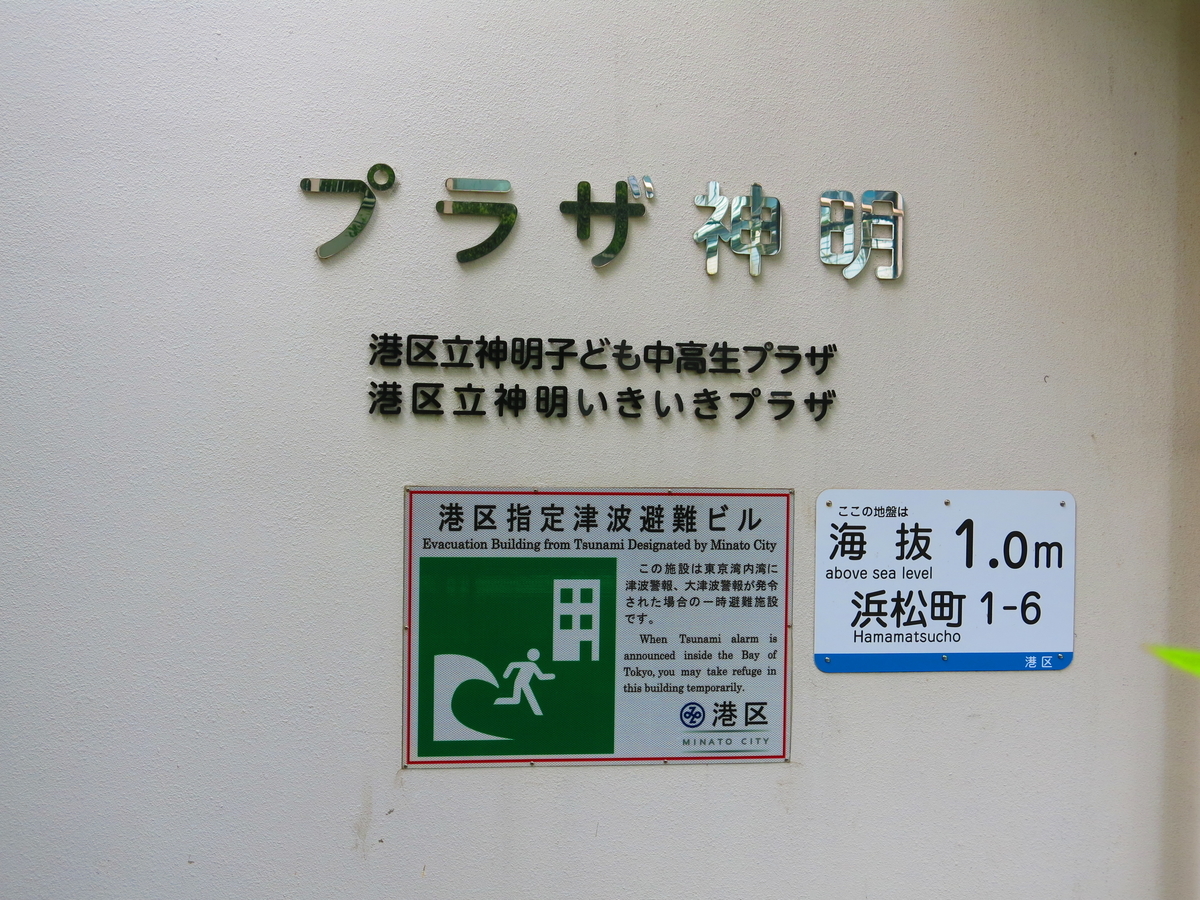 プラザ神明
港区立神明子ども中高生プラザ
港区立神明いきいきプラザ
港区指定津波避難ビル
Evacuation Building from Tsunami Designated by Minato City
この施設は東京湾内湾に
津波警報、大津波警報が発令
された場合の一時避難施設
です。
When Tsunami alarm is
announced inside the Bay of
Tokyo, you may take refuge in
this building temporarily.
港区
MINATO CITY
ここの地盤は
海抜 1.0m
above sea level
浜松町 1-6
Hamamatsucho
港区